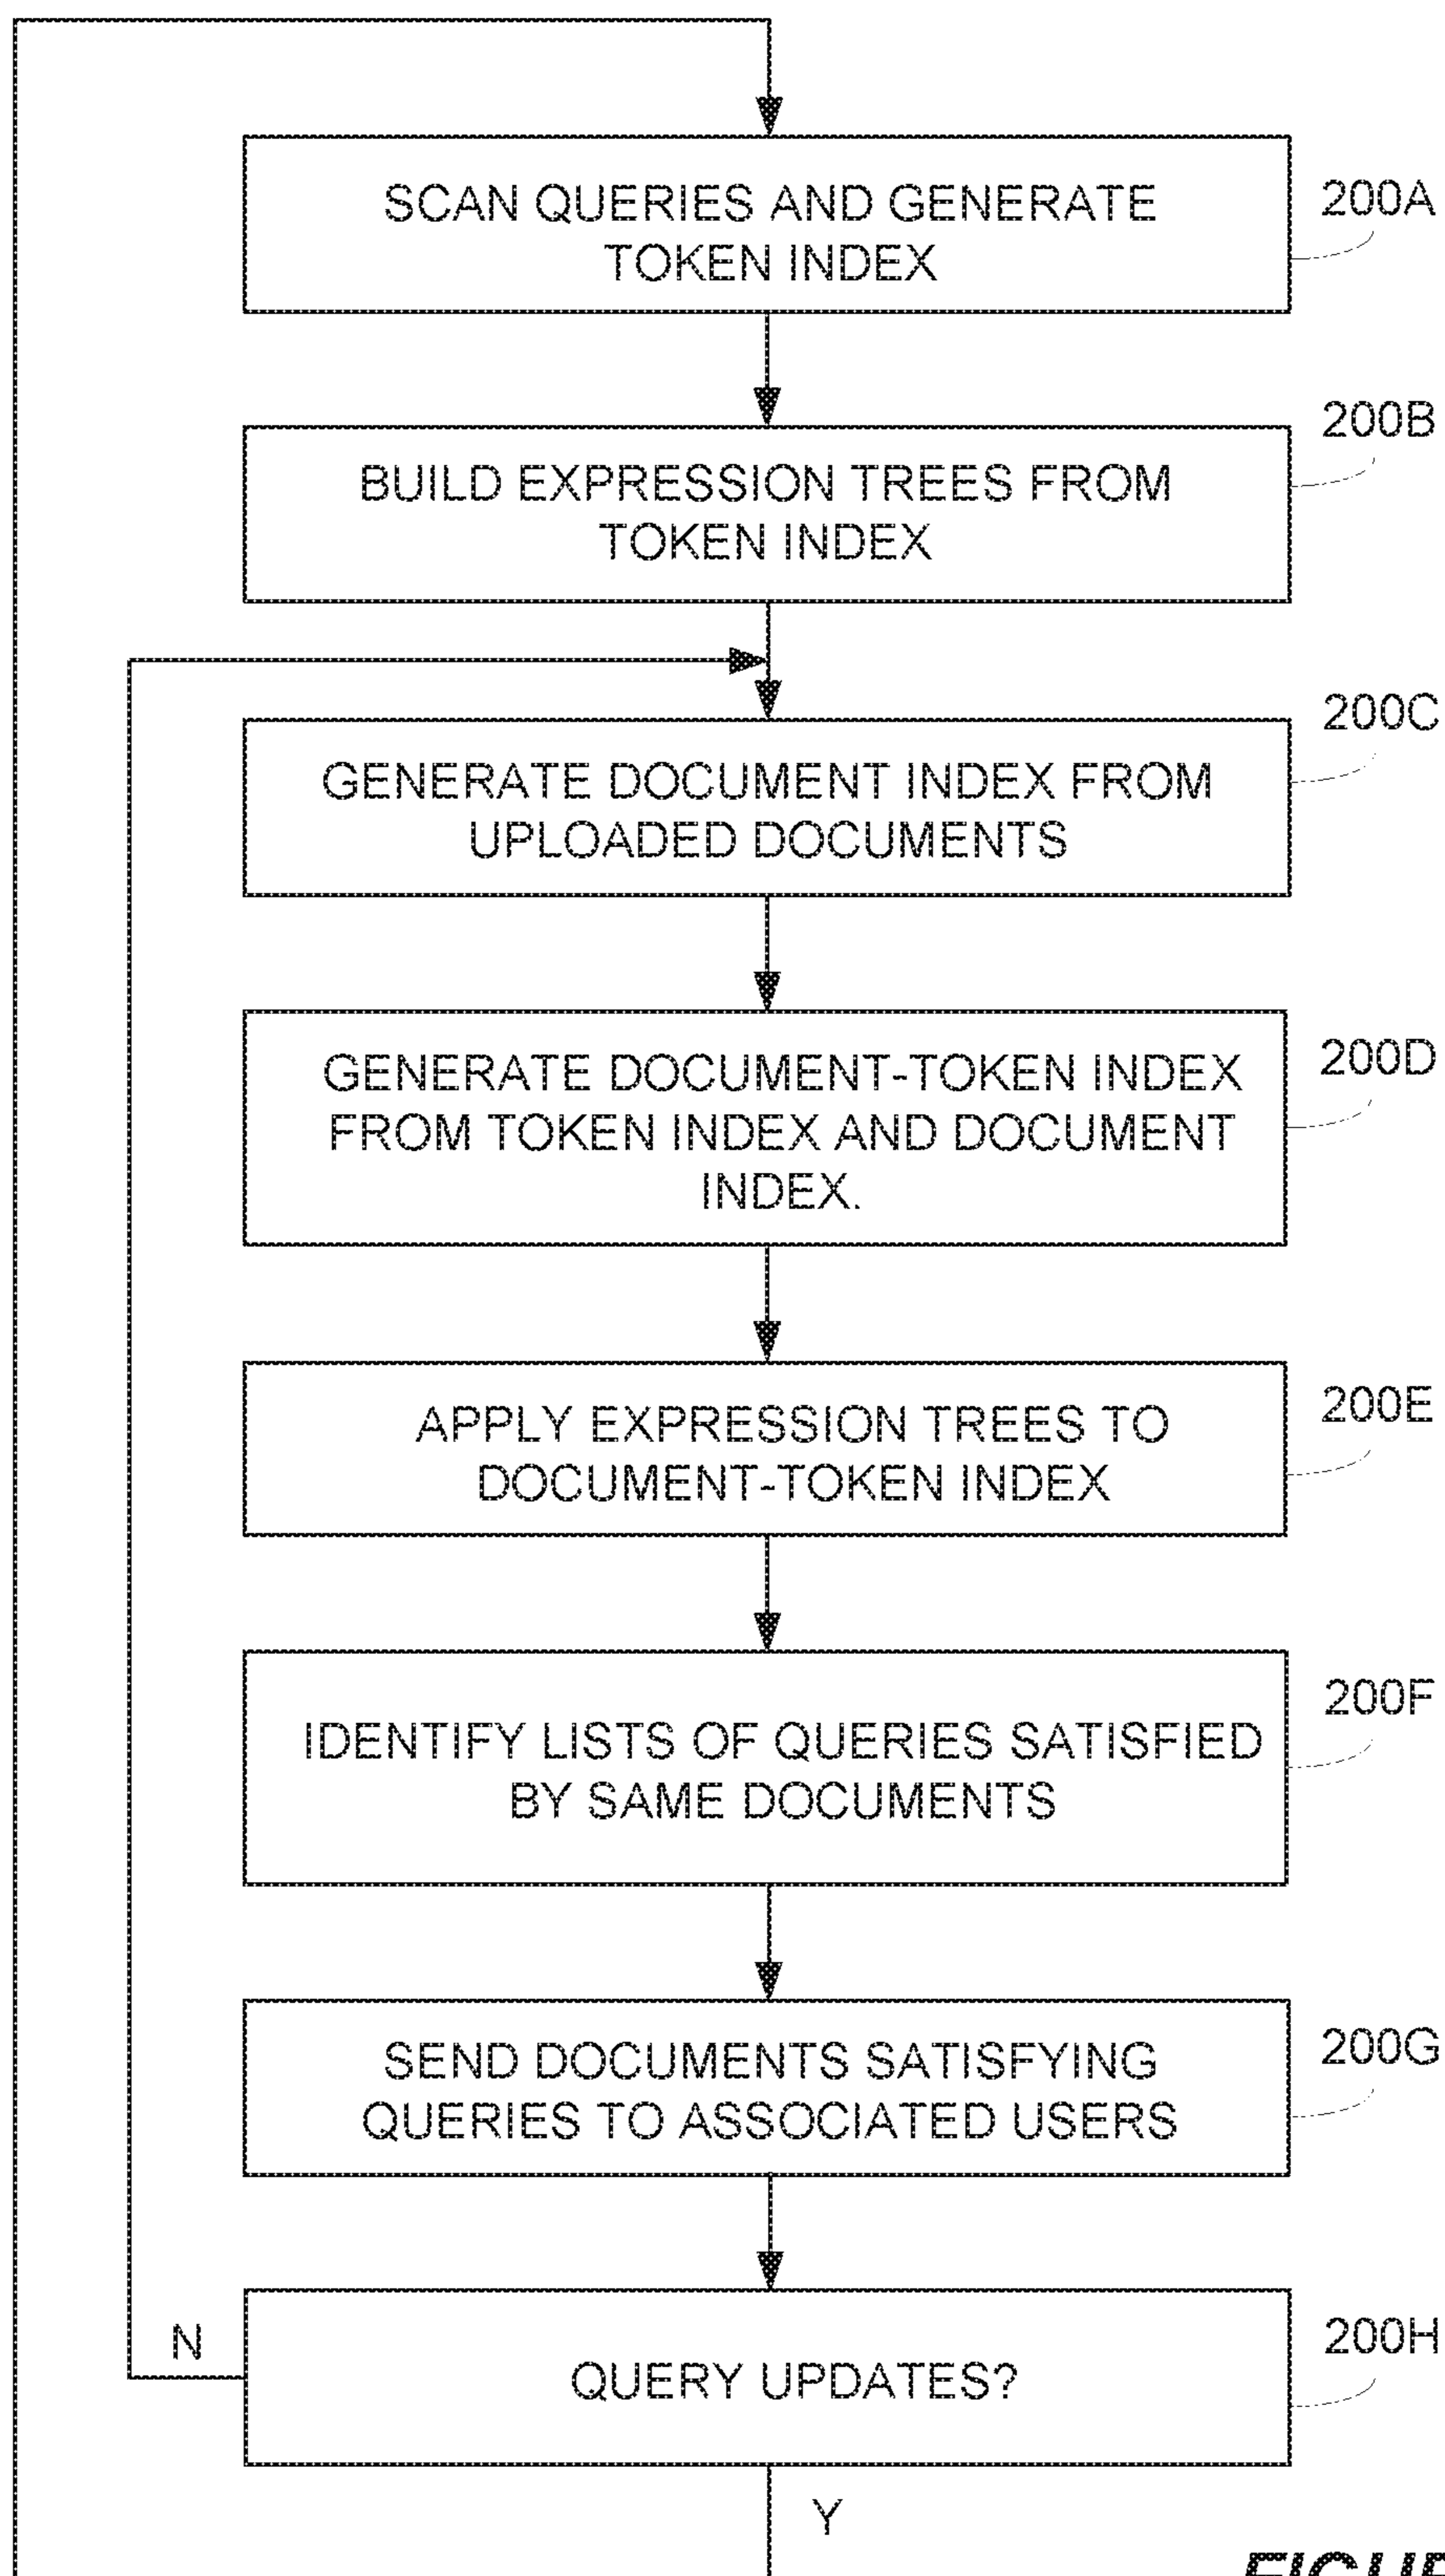 SCAN QUERIES AND GENERATE
TOKEN INDEX
200A
BUILD EXPRESSION TREES FROM
TOKEN INDEX
200B
GENERATE DOCUMENT INDEX FROM
UPLOADED DOCUMENTS
200C
GENERATE DOCUMENT-TOKEN INDEX
FROM TOKEN INDEX AND DOCUMENT
INDEX.
200D
APPLY EXPRESSION TREES TO
DOCUMENT-TOKEN INDEX
200E
IDENTIFY LISTS OF QUERIES SATISFIED
BY SAME DOCUMENTS
200F
SEND DOCUMENTS SATISFYING
QUERIES TO ASSOCIATED USERS
200G
N
QUERY UPDATES?
200H
Y